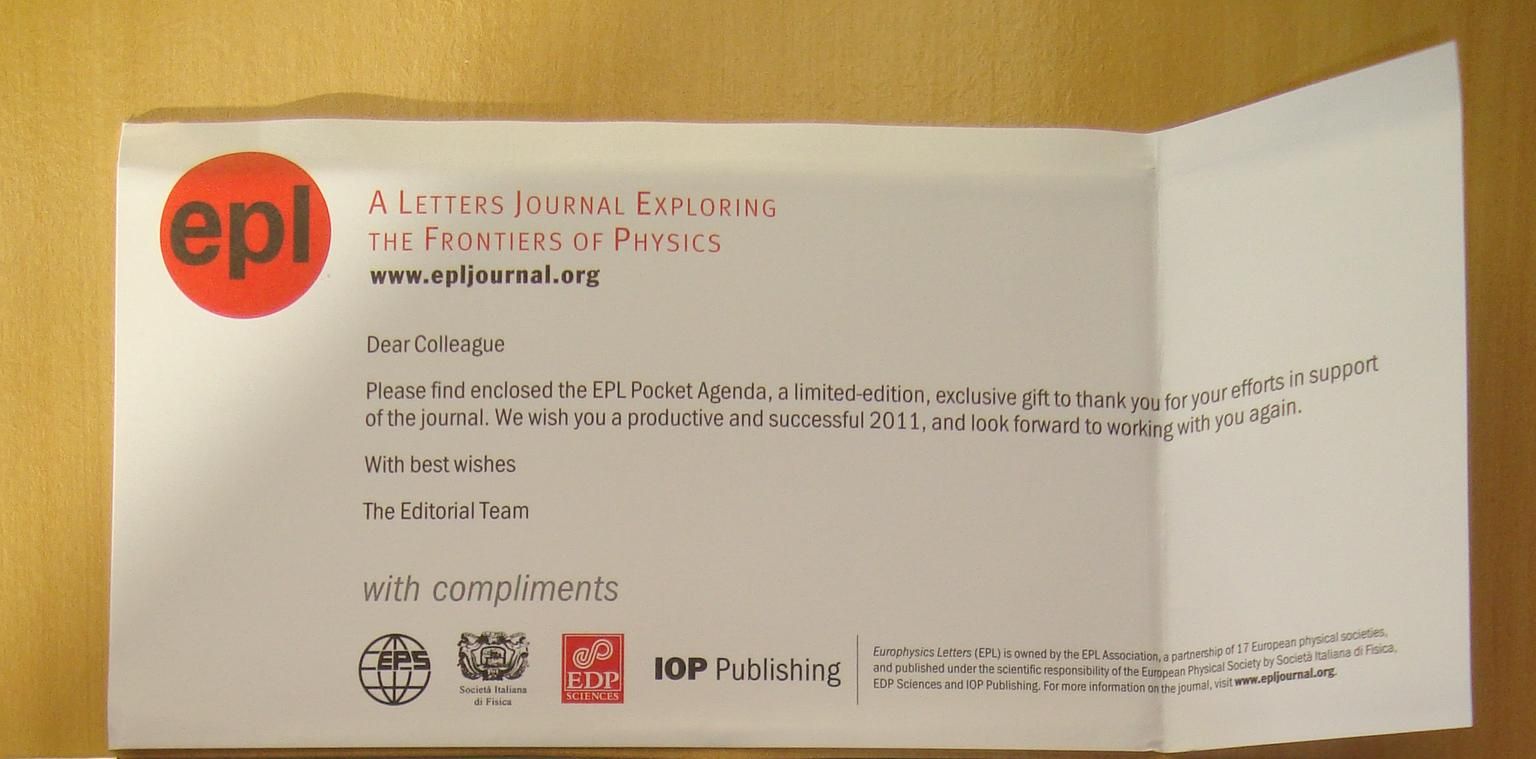 epl
A Letters Journal Exploring
the Frontiers of Physics
www.epljournal.org
Dear Colleague
Please find enclosed the EPL Pocket Agenda, a limited-edition, exclusive gift to thank you for your efforts in support
of the journal. We wish you a productive and successful 2011, and look forward to working with you again.
With best wishes
The Editorial Team
with compliments
EPS
Società Italiana
di Fisica
EDP
SCIENCES
IOP Publishing
Europhysics Letters (EPL) is owned by the EPL Association, a partnership of 17 European physical societies,
and published under the scientific responsibility of the European Physical Society by Società Italiana di Fisica,
EDP Sciences and IOP Publishing. For more information on the journal, visit www.epljournal.org.